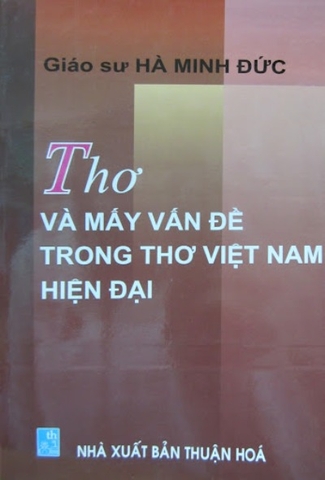 Giáo sư HÀ MINH ĐỨC
Thơ
VÀ MẤY VẤN ĐỀ
TRONG THƠ VIỆT NAM
HIỆN ĐẠI
th
NHÀ XUẤT BẢN THUẬN HOÁ